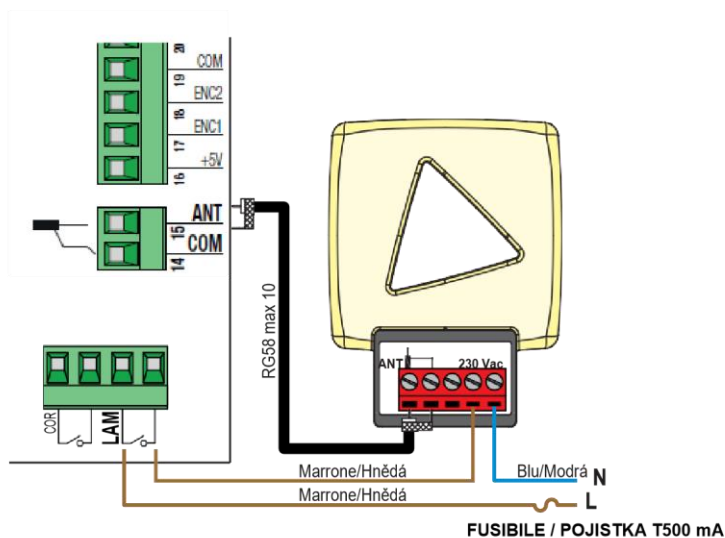 20
COM
19
ENC2
18
ENC1
17
+5V
16
ANT
15
COM
14
RG58 max 10
ANT
230 Vac
COR
LAM
Marrone/Hnědá
Blu/Modrá
N
Marrone/Hnědá
L
FUSIBILE / POJISTKA T500 mA